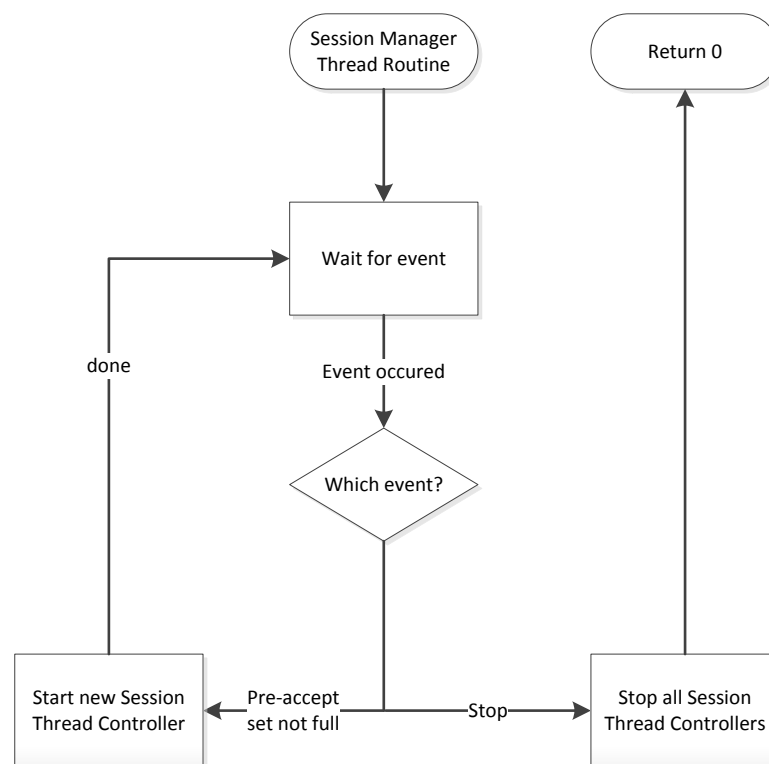 Session Manager
Thread Routine
Return 0
Wait for event
done
Event occured
Which event?
Start new Session
Thread Controller
Pre-accept
set not full
Stop
Stop all Session
Thread Controllers